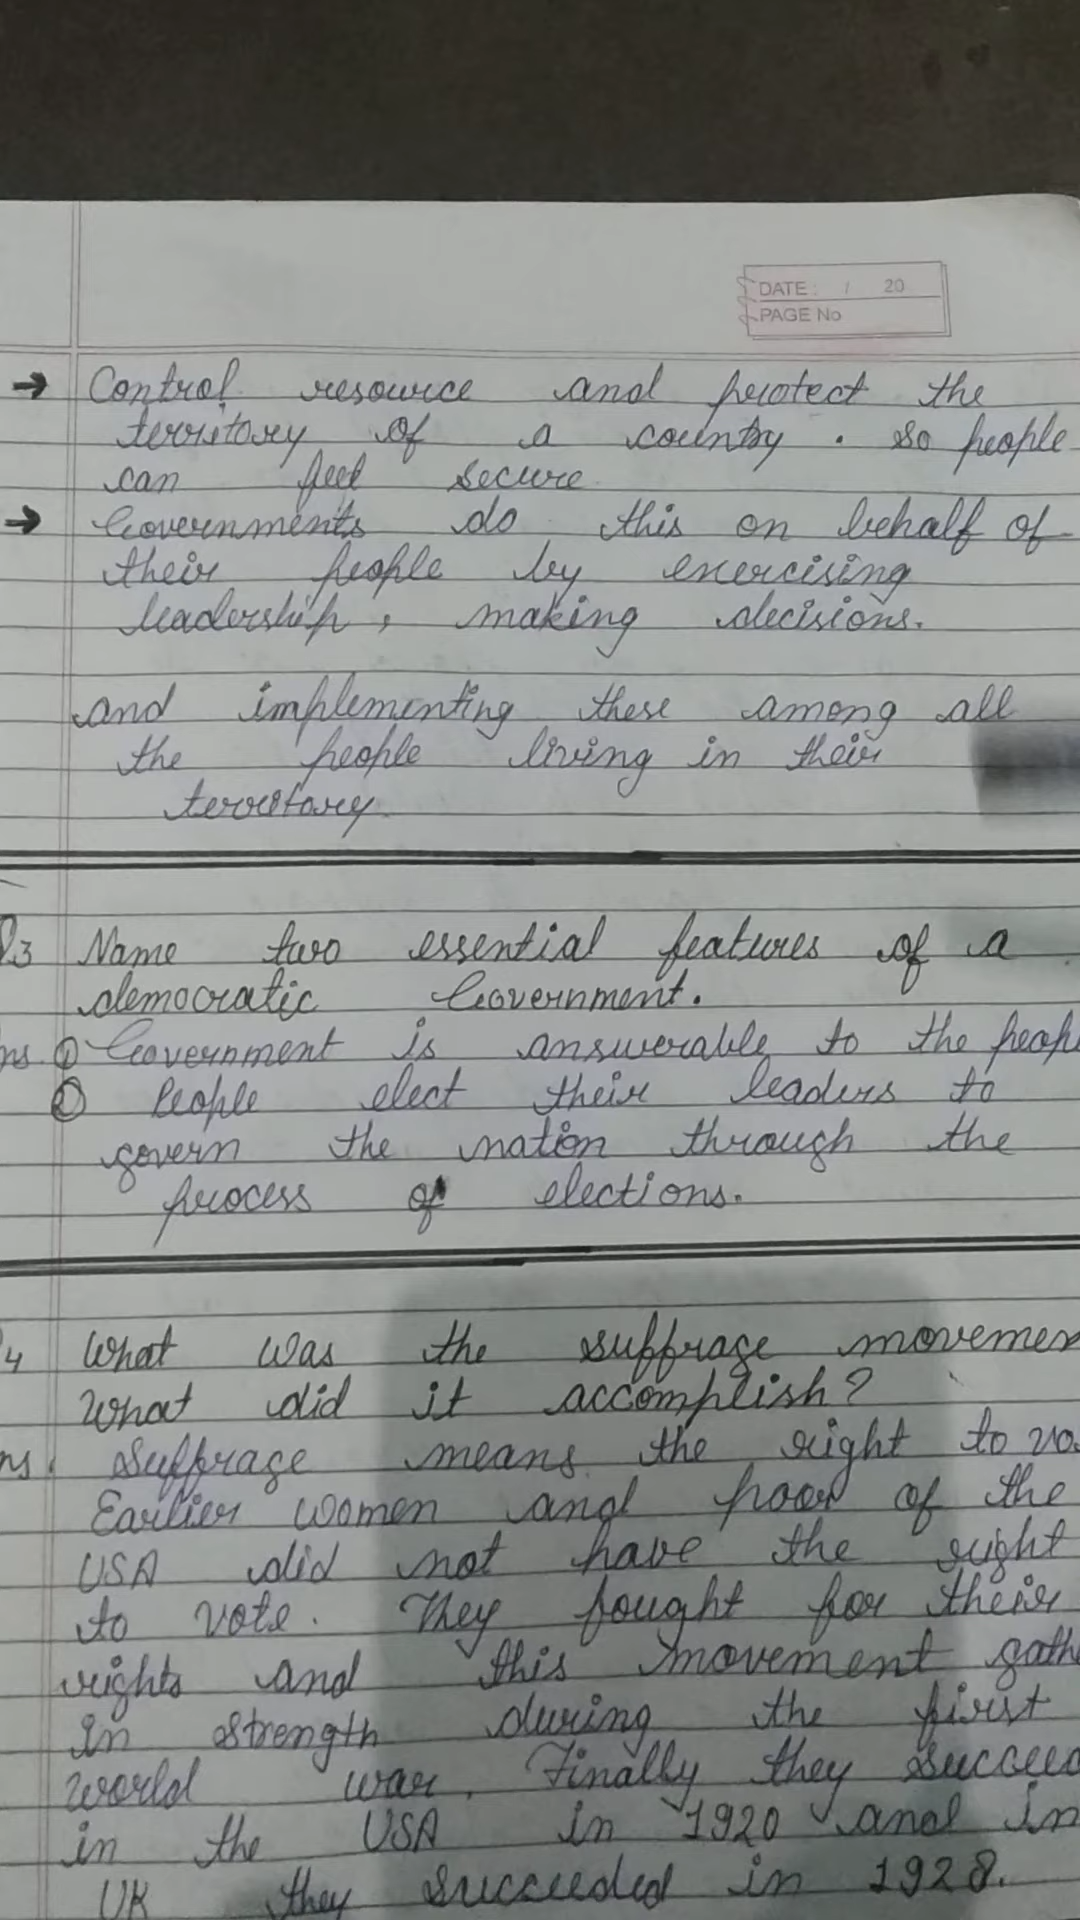 DATE: / 20
PAGE No
→ Control resource and protect the
territory of a country. So people
can feel secure
→ Governments do this on behalf of
their people by exercising
leadership, making decisions.
and implementing these among all
the people living in their
territory.
Q3 Name two essential features of a
democratic Government.
ns. ① Government is answerable to the peop
② People elect their leaders to
govern the nation through the
process of elections.
4 What was the suffrage movemen
What did it accomplish?
ns. Suffrage means the right to vo
Earlier women and poor of the
USA did not have the right
to vote. They fought for their
rights and this movement gath
in strength during the first
world war. Finally they succeed
in the USA in 1920 and in
UK they succeeded in 1928.